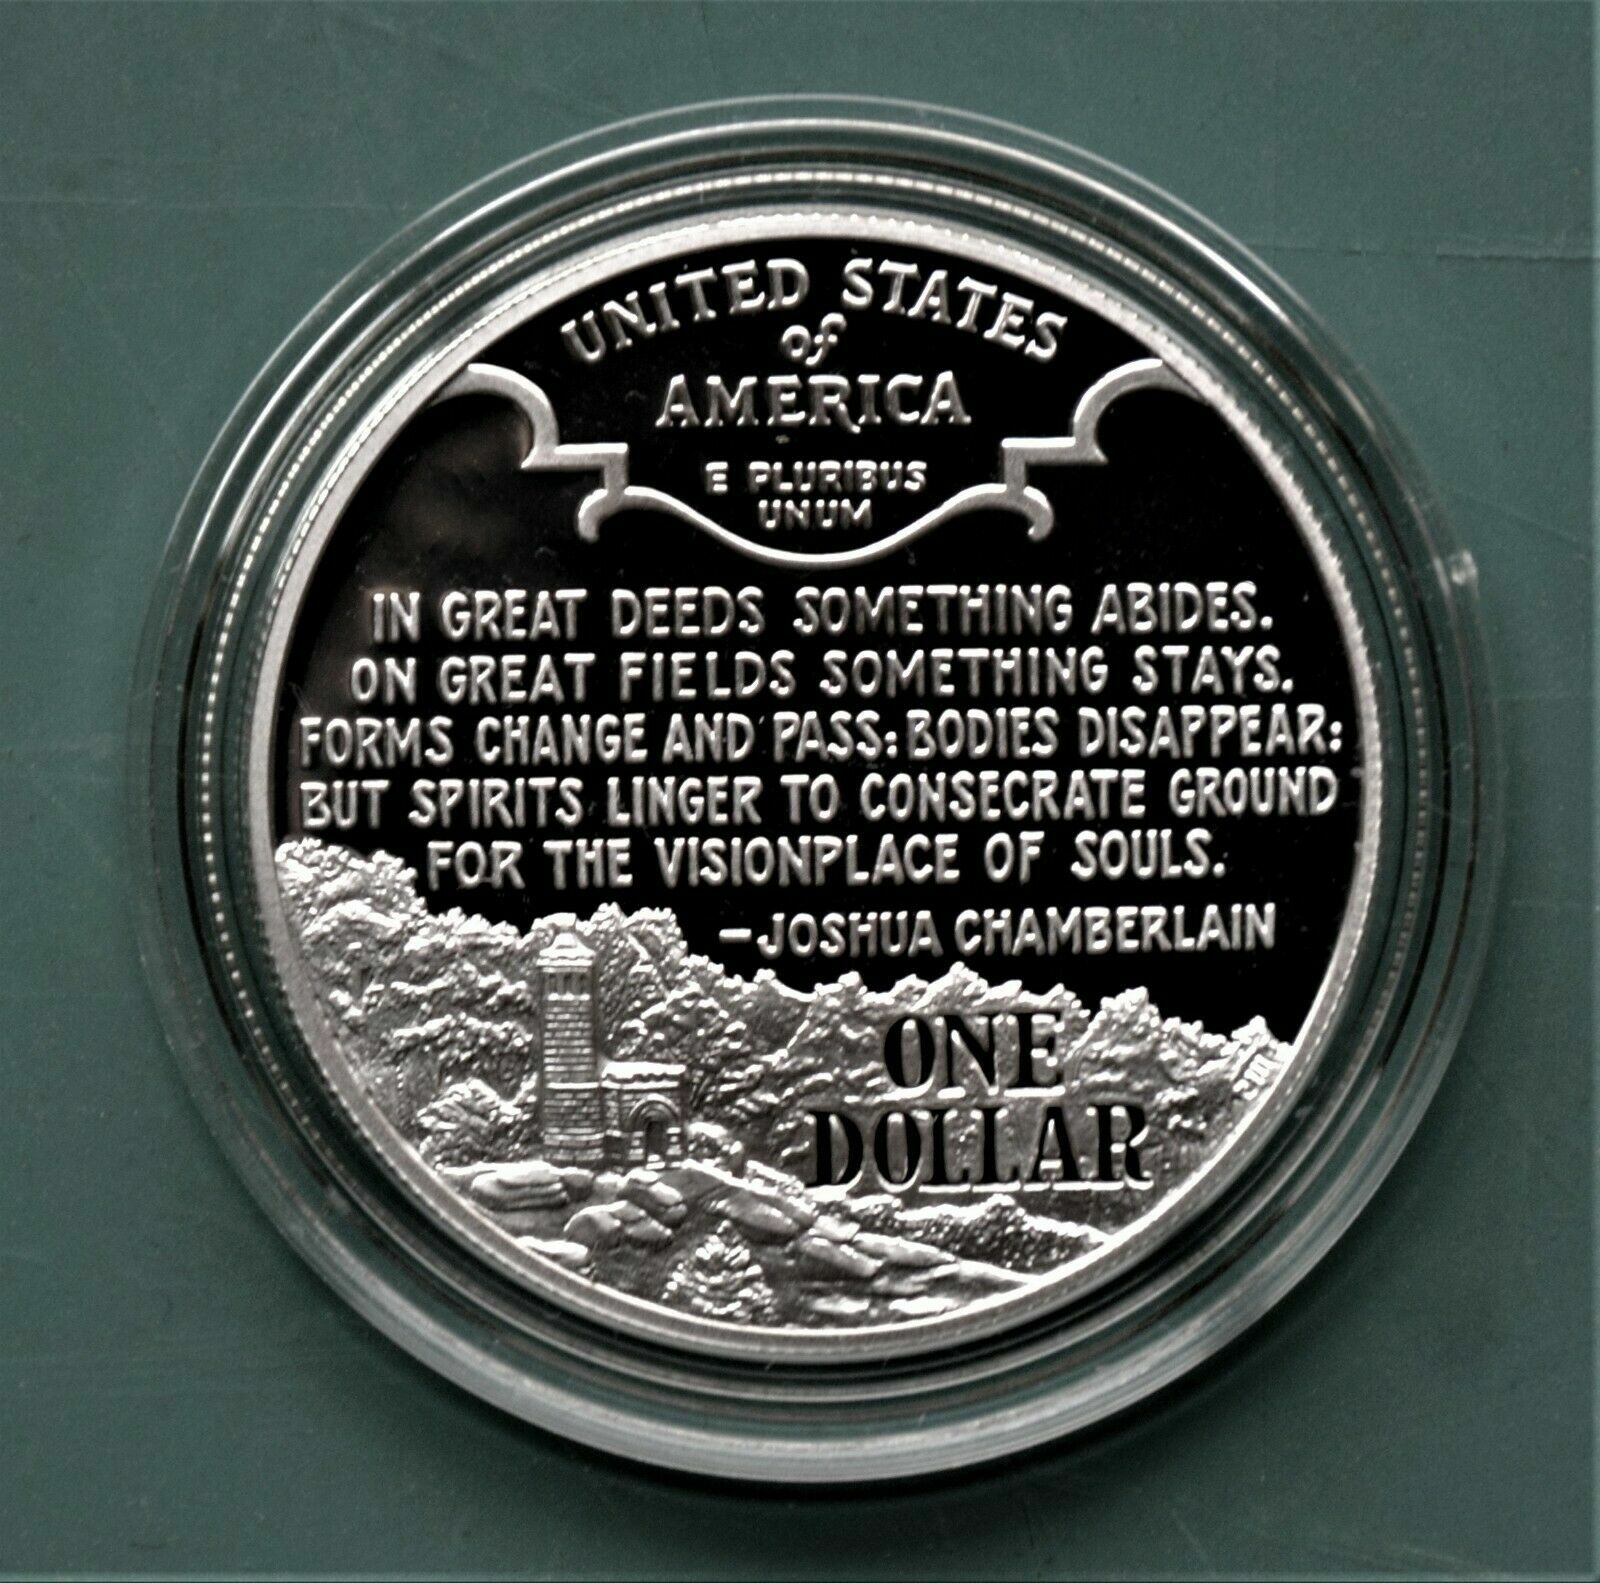 UNITED STATES
of
AMERICA
E PLURIBUS
UNUM
IN GREAT DEEDS SOMETHING ABIDES.
ON GREAT FIELDS SOMETHING STAYS.
FORMS CHANGE AND PASS: BODIES DISAPPEAR:
BUT SPIRITS LINGER TO CONSECRATE GROUND
FOR THE VISIONPLACE OF SOULS.
–JOSHUA CHAMBERLAIN
ONE
DOLLAR